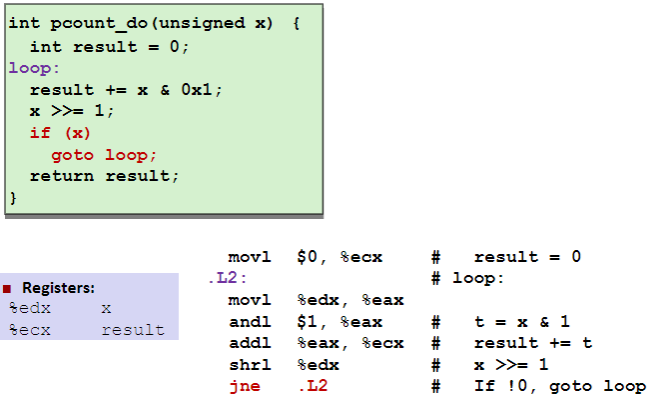 int pcount_do(unsigned x) {
  int result = 0;
loop:
  result += x & 0x1;
  x >>= 1;
  if (x)
    goto loop;
  return result;
}
movl $0, %ecx # result = 0
.L2: # loop:
movl %edx, %eax
andl $1, %eax # t = x & 1
addl %eax, %ecx # result += t
shrl %edx # x >>= 1
jne .L2 # If !0, goto loop
■ Registers:
%edx x
%ecx result